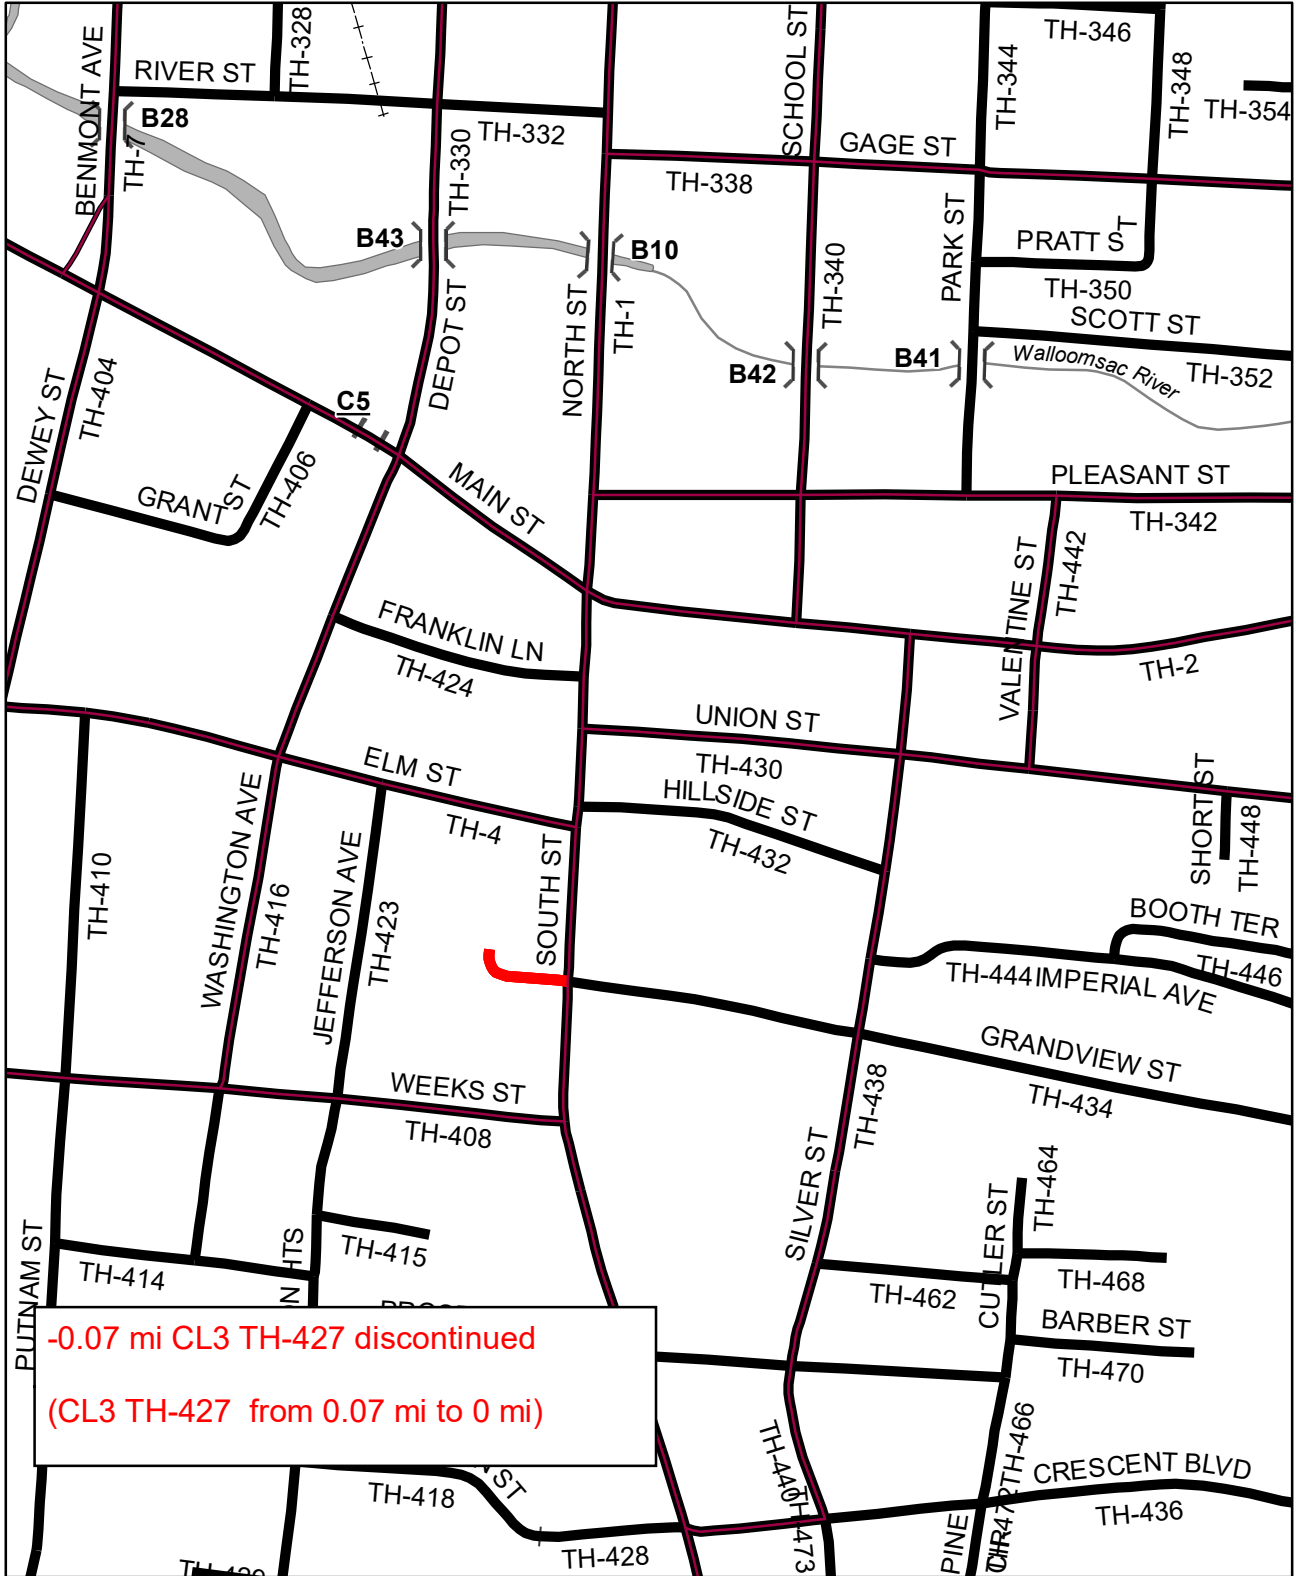 TH-346
TH-328
SCHOOL ST
BENMONT AVE
RIVER ST
TH-344
TH-348
TH-354
B28
TH-332
GAGE ST
TH-7
TH-330
TH-338
PARK ST
PRATT ST
B43
B10
TH-340
TH-350
DEPOT ST
NORTH ST
TH-1
SCOTT ST
B42
B41
Walloomsac River
TH-352
DEWEY ST
TH-404
C5
GRANT ST
TH-406
MAIN ST
PLEASANT ST
TH-342
VALENTINE ST
TH-442
FRANKLIN LN
TH-424
TH-2
UNION ST
TH-430
ELM ST
TH-4
HILLSIDE ST
TH-432
SHORT ST
TH-448
TH-410
WASHINGTON AVE
TH-416
JEFFERSON AVE
TH-423
SOUTH ST
BOOTH TER
TH-446
TH-444
IMPERIAL AVE
GRANDVIEW ST
TH-434
WEEKS ST
TH-408
TH-438
SILVER ST
CUTLER ST
TH-464
PUTNAM ST
TH-414
TH-415
TH-468
TH-462
BARBER ST
TH-470
-0.07 mi CL3 TH-427 discontinued
(CL3 TH-427 from 0.07 mi to 0 mi)
TH-440
TH-466
CRESCENT BLVD
TH-436
TH-418
ST
TH-473
TH-472
PINE
CIR
TH-428